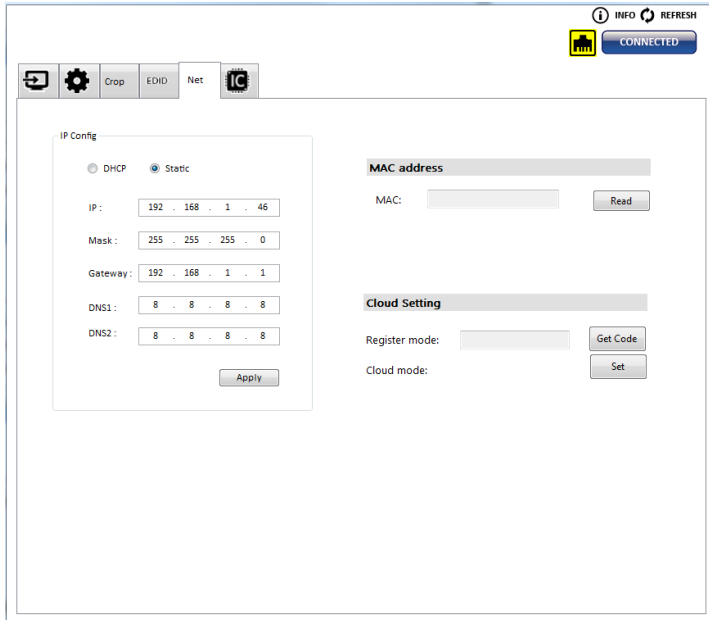 INFO REFRESH
CONNECTED
Crop EDID Net IC
IP Config
DHCP Static
IP : 192 . 168 . 1 . 46
Mask : 255 . 255 . 255 . 0
Gateway : 192 . 168 . 1 . 1
DNS1 : 8 . 8 . 8 . 8
DNS2 : 8 . 8 . 8 . 8
Apply
MAC address
MAC: Read
Cloud Setting
Register mode: Get Code
Cloud mode: Set